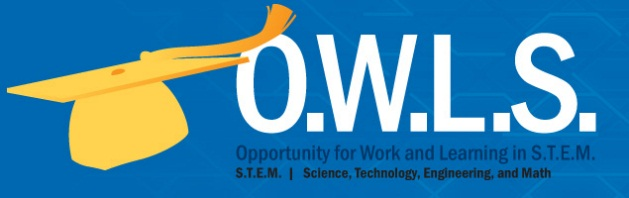 O.W.L.S.
Opportunity for Work and Learning in S.T.E.M.
S.T.E.M. | Science, Technology, Engineering, and Math